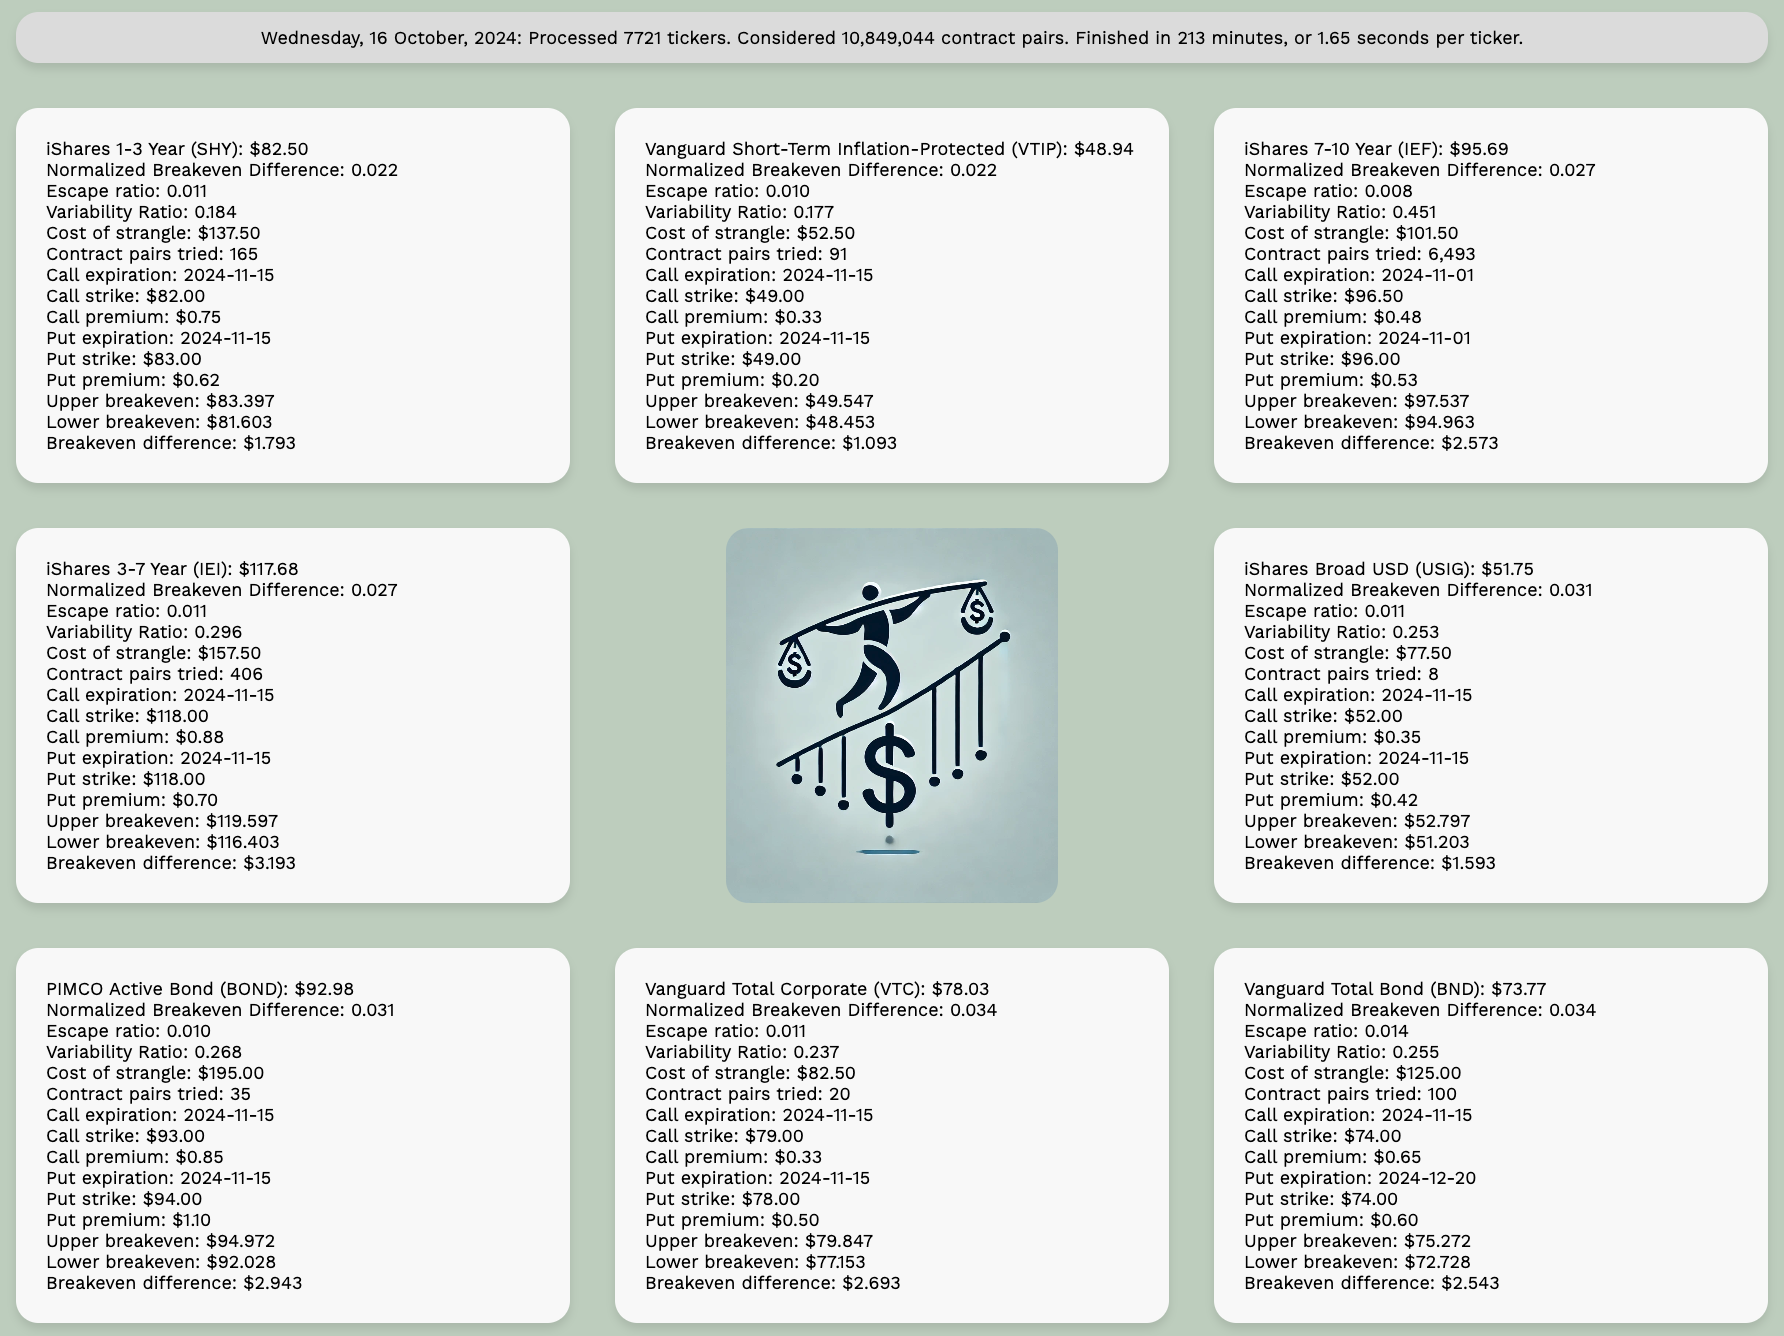 Wednesday, 16 October, 2024: Processed 7721 tickers. Considered 10,849,044 contract pairs. Finished in 213 minutes, or 1.65 seconds per ticker.
iShares 1-3 Year (SHY): $82.50
Normalized Breakeven Difference: 0.022
Escape ratio: 0.011
Variability Ratio: 0.184
Cost of strangle: $137.50
Contract pairs tried: 165
Call expiration: 2024-11-15
Call strike: $82.00
Call premium: $0.75
Put expiration: 2024-11-15
Put strike: $83.00
Put premium: $0.62
Upper breakeven: $83.397
Lower breakeven: $81.603
Breakeven difference: $1.793
Vanguard Short-Term Inflation-Protected (VTIP): $48.94
Normalized Breakeven Difference: 0.022
Escape ratio: 0.010
Variability Ratio: 0.177
Cost of strangle: $52.50
Contract pairs tried: 91
Call expiration: 2024-11-15
Call strike: $49.00
Call premium: $0.33
Put expiration: 2024-11-15
Put strike: $49.00
Put premium: $0.20
Upper breakeven: $49.547
Lower breakeven: $48.453
Breakeven difference: $1.093
iShares 7-10 Year (IEF): $95.69
Normalized Breakeven Difference: 0.027
Escape ratio: 0.008
Variability Ratio: 0.451
Cost of strangle: $101.50
Contract pairs tried: 6,493
Call expiration: 2024-11-01
Call strike: $96.50
Call premium: $0.48
Put expiration: 2024-11-01
Put strike: $96.00
Put premium: $0.53
Upper breakeven: $97.537
Lower breakeven: $94.963
Breakeven difference: $2.573
iShares 3-7 Year (IEI): $117.68
Normalized Breakeven Difference: 0.027
Escape ratio: 0.011
Variability Ratio: 0.296
Cost of strangle: $157.50
Contract pairs tried: 406
Call expiration: 2024-11-15
Call strike: $118.00
Call premium: $0.88
Put expiration: 2024-11-15
Put strike: $118.00
Put premium: $0.70
Upper breakeven: $119.597
Lower breakeven: $116.403
Breakeven difference: $3.193
$
$
$
iShares Broad USD (USIG): $51.75
Normalized Breakeven Difference: 0.031
Escape ratio: 0.011
Variability Ratio: 0.253
Cost of strangle: $77.50
Contract pairs tried: 8
Call expiration: 2024-11-15
Call strike: $52.00
Call premium: $0.35
Put expiration: 2024-11-15
Put strike: $52.00
Put premium: $0.42
Upper breakeven: $52.797
Lower breakeven: $51.203
Breakeven difference: $1.593
PIMCO Active Bond (BOND): $92.98
Normalized Breakeven Difference: 0.031
Escape ratio: 0.010
Variability Ratio: 0.268
Cost of strangle: $195.00
Contract pairs tried: 35
Call expiration: 2024-11-15
Call strike: $93.00
Call premium: $0.85
Put expiration: 2024-11-15
Put strike: $94.00
Put premium: $1.10
Upper breakeven: $94.972
Lower breakeven: $92.028
Breakeven difference: $2.943
Vanguard Total Corporate (VTC): $78.03
Normalized Breakeven Difference: 0.034
Escape ratio: 0.011
Variability Ratio: 0.237
Cost of strangle: $82.50
Contract pairs tried: 20
Call expiration: 2024-11-15
Call strike: $79.00
Call premium: $0.33
Put expiration: 2024-11-15
Put strike: $78.00
Put premium: $0.50
Upper breakeven: $79.847
Lower breakeven: $77.153
Breakeven difference: $2.693
Vanguard Total Bond (BND): $73.77
Normalized Breakeven Difference: 0.034
Escape ratio: 0.014
Variability Ratio: 0.255
Cost of strangle: $125.00
Contract pairs tried: 100
Call expiration: 2024-11-15
Call strike: $74.00
Call premium: $0.65
Put expiration: 2024-12-20
Put strike: $74.00
Put premium: $0.60
Upper breakeven: $75.272
Lower breakeven: $72.728
Breakeven difference: $2.543